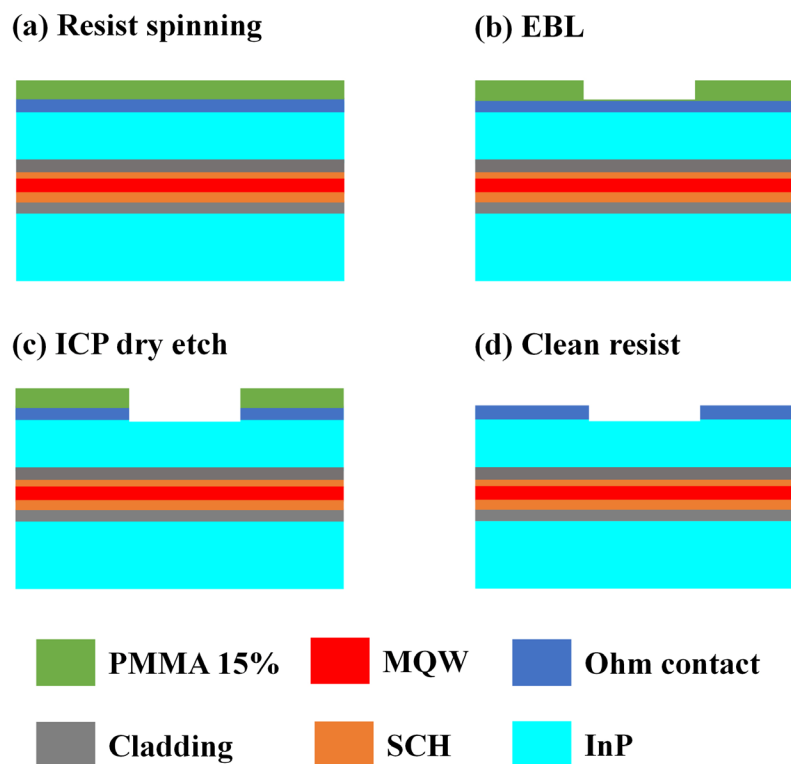 (a) Resist spinning
(b) EBL
(c) ICP dry etch
(d) Clean resist
PMMA 15%
MQW
Ohm contact
Cladding
SCH
InP